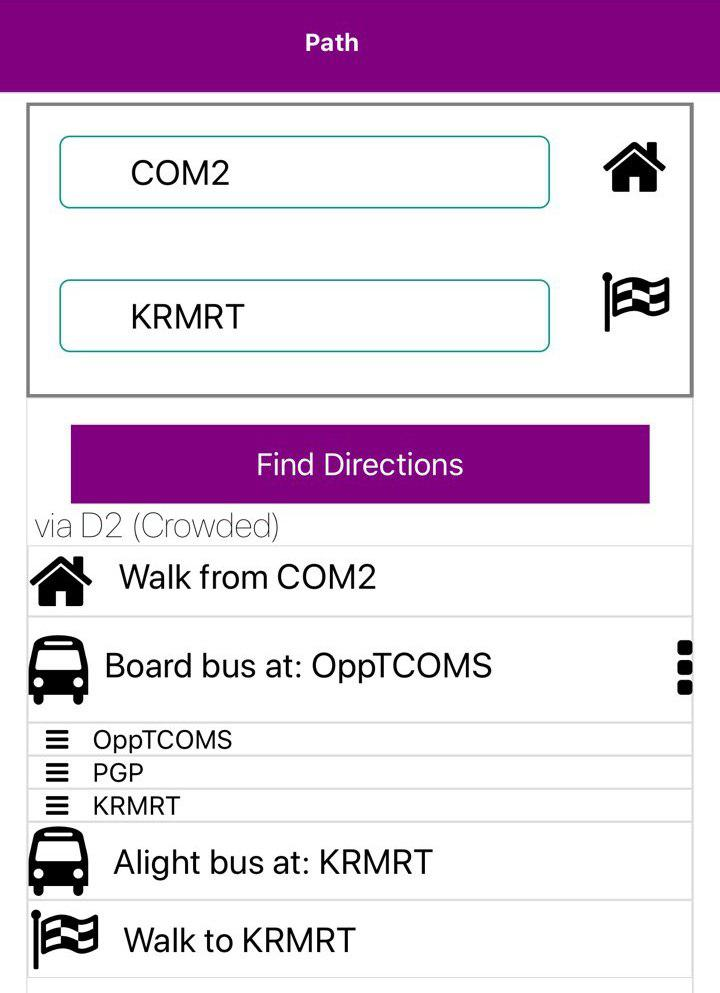 Path
COM2
KRMRT
Find Directions
via D2 (Crowded)
Walk from COM2
Board bus at: OppTCOMS
OppTCOMS
PGP
KRMRT
Alight bus at: KRMRT
Walk to KRMRT